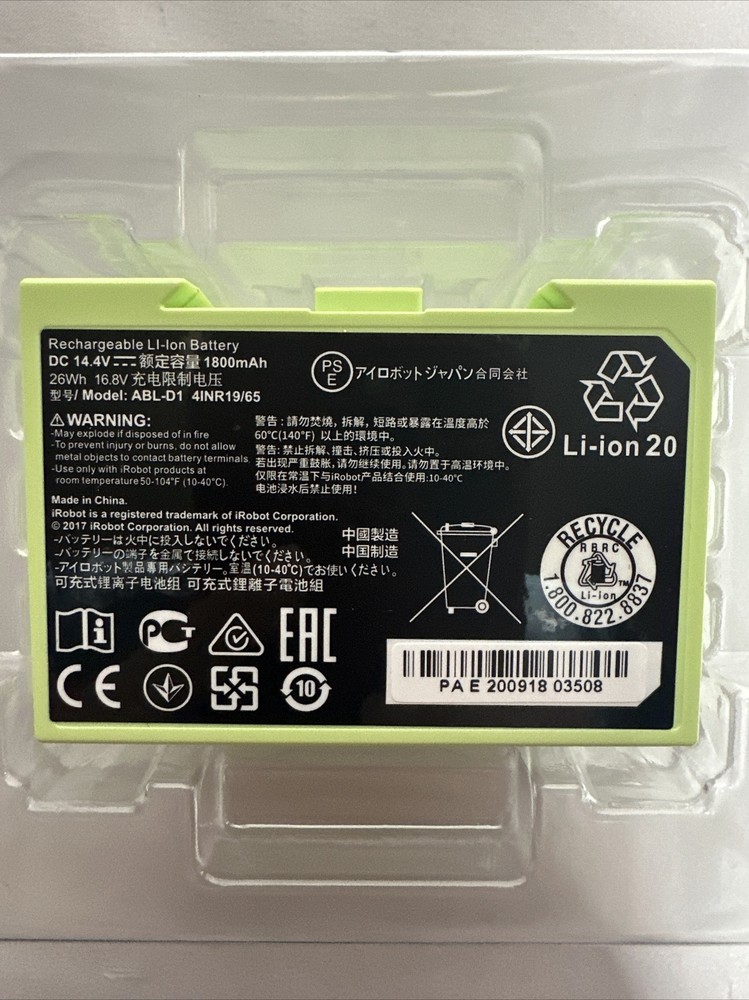 Rechargeable LI-Ion Battery
DC 14.4V 额定容量 1800mAh
26Wh 16.8V 充电限制电压
型号/ Model: ABL-D1 4INR19/65
PS
E
アイロボットジャパン合同会社
Li-ion 20
WARNING:
-May explode if disposed of in fire
-To prevent injury or burns, do not allow
metal objects to contact battery terminals.
-Use only with iRobot products at
room temperature 50-104°F (10-40°C).
警告：請勿焚燒，拆解，短路或暴露在溫度高於
60℃(140°F) 以上的環境中。
警告: 禁止拆解、撞击、挤压或投入火中。
若出现严重鼓胀，请勿继续使用。请勿置于高温环境中。
仅限在常温下与iRobot产品结合使用:10-40℃
电池浸水后禁止使用！
Made in China.
iRobot is a registered trademark of iRobot Corporation.
© 2017 iRobot Corporation. All rights reserved.
-バッテリーは火中に投入しないでください。
-バッテリーの端子を金属で接続しないでください。
-アイロボット製品専用バッテリー。室温(10-40℃)でお使いください。
可充式锂离子电池组 可充式鋰離子電池組
中國製造
中国制造
RECYCLE
RBRC
TM
Li-ion
1.800.822.8837
i
PCT
EAC
CE
10
PA E 200918 03508